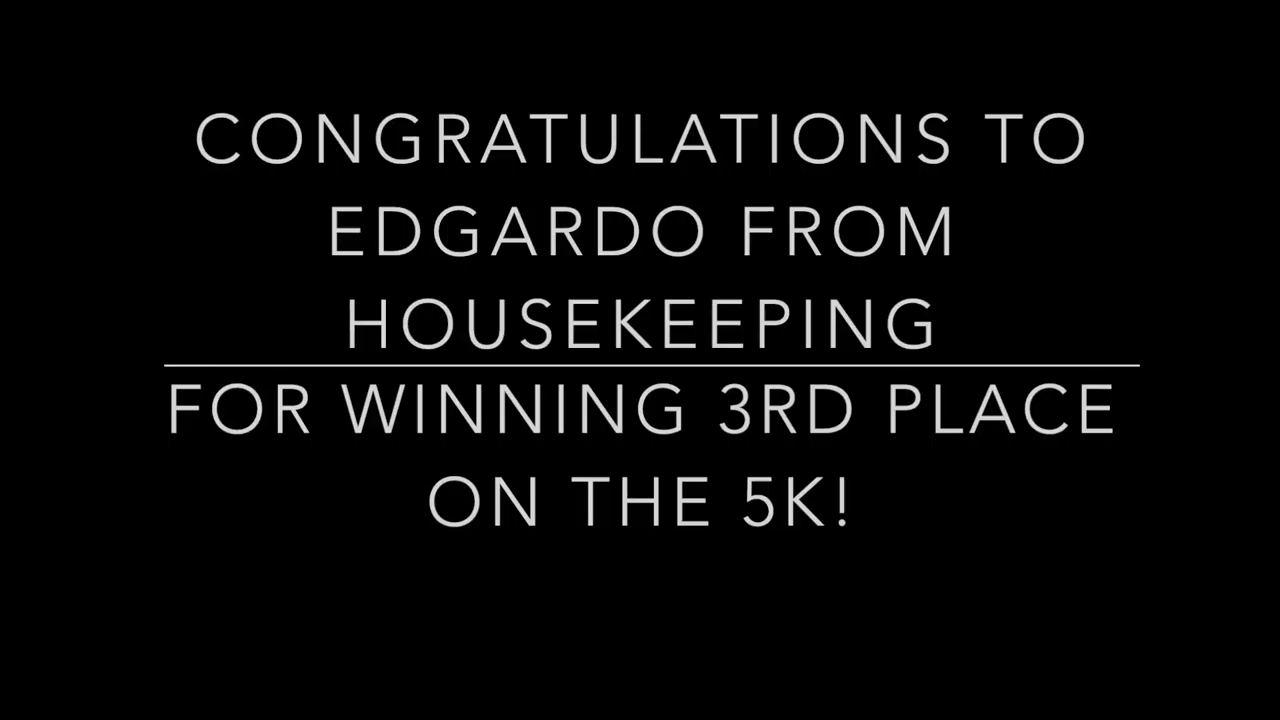 CONGRATULATIONS TO
EDGARDO FROM
HOUSEKEEPING
FOR WINNING 3RD PLACE
ON THE 5K!